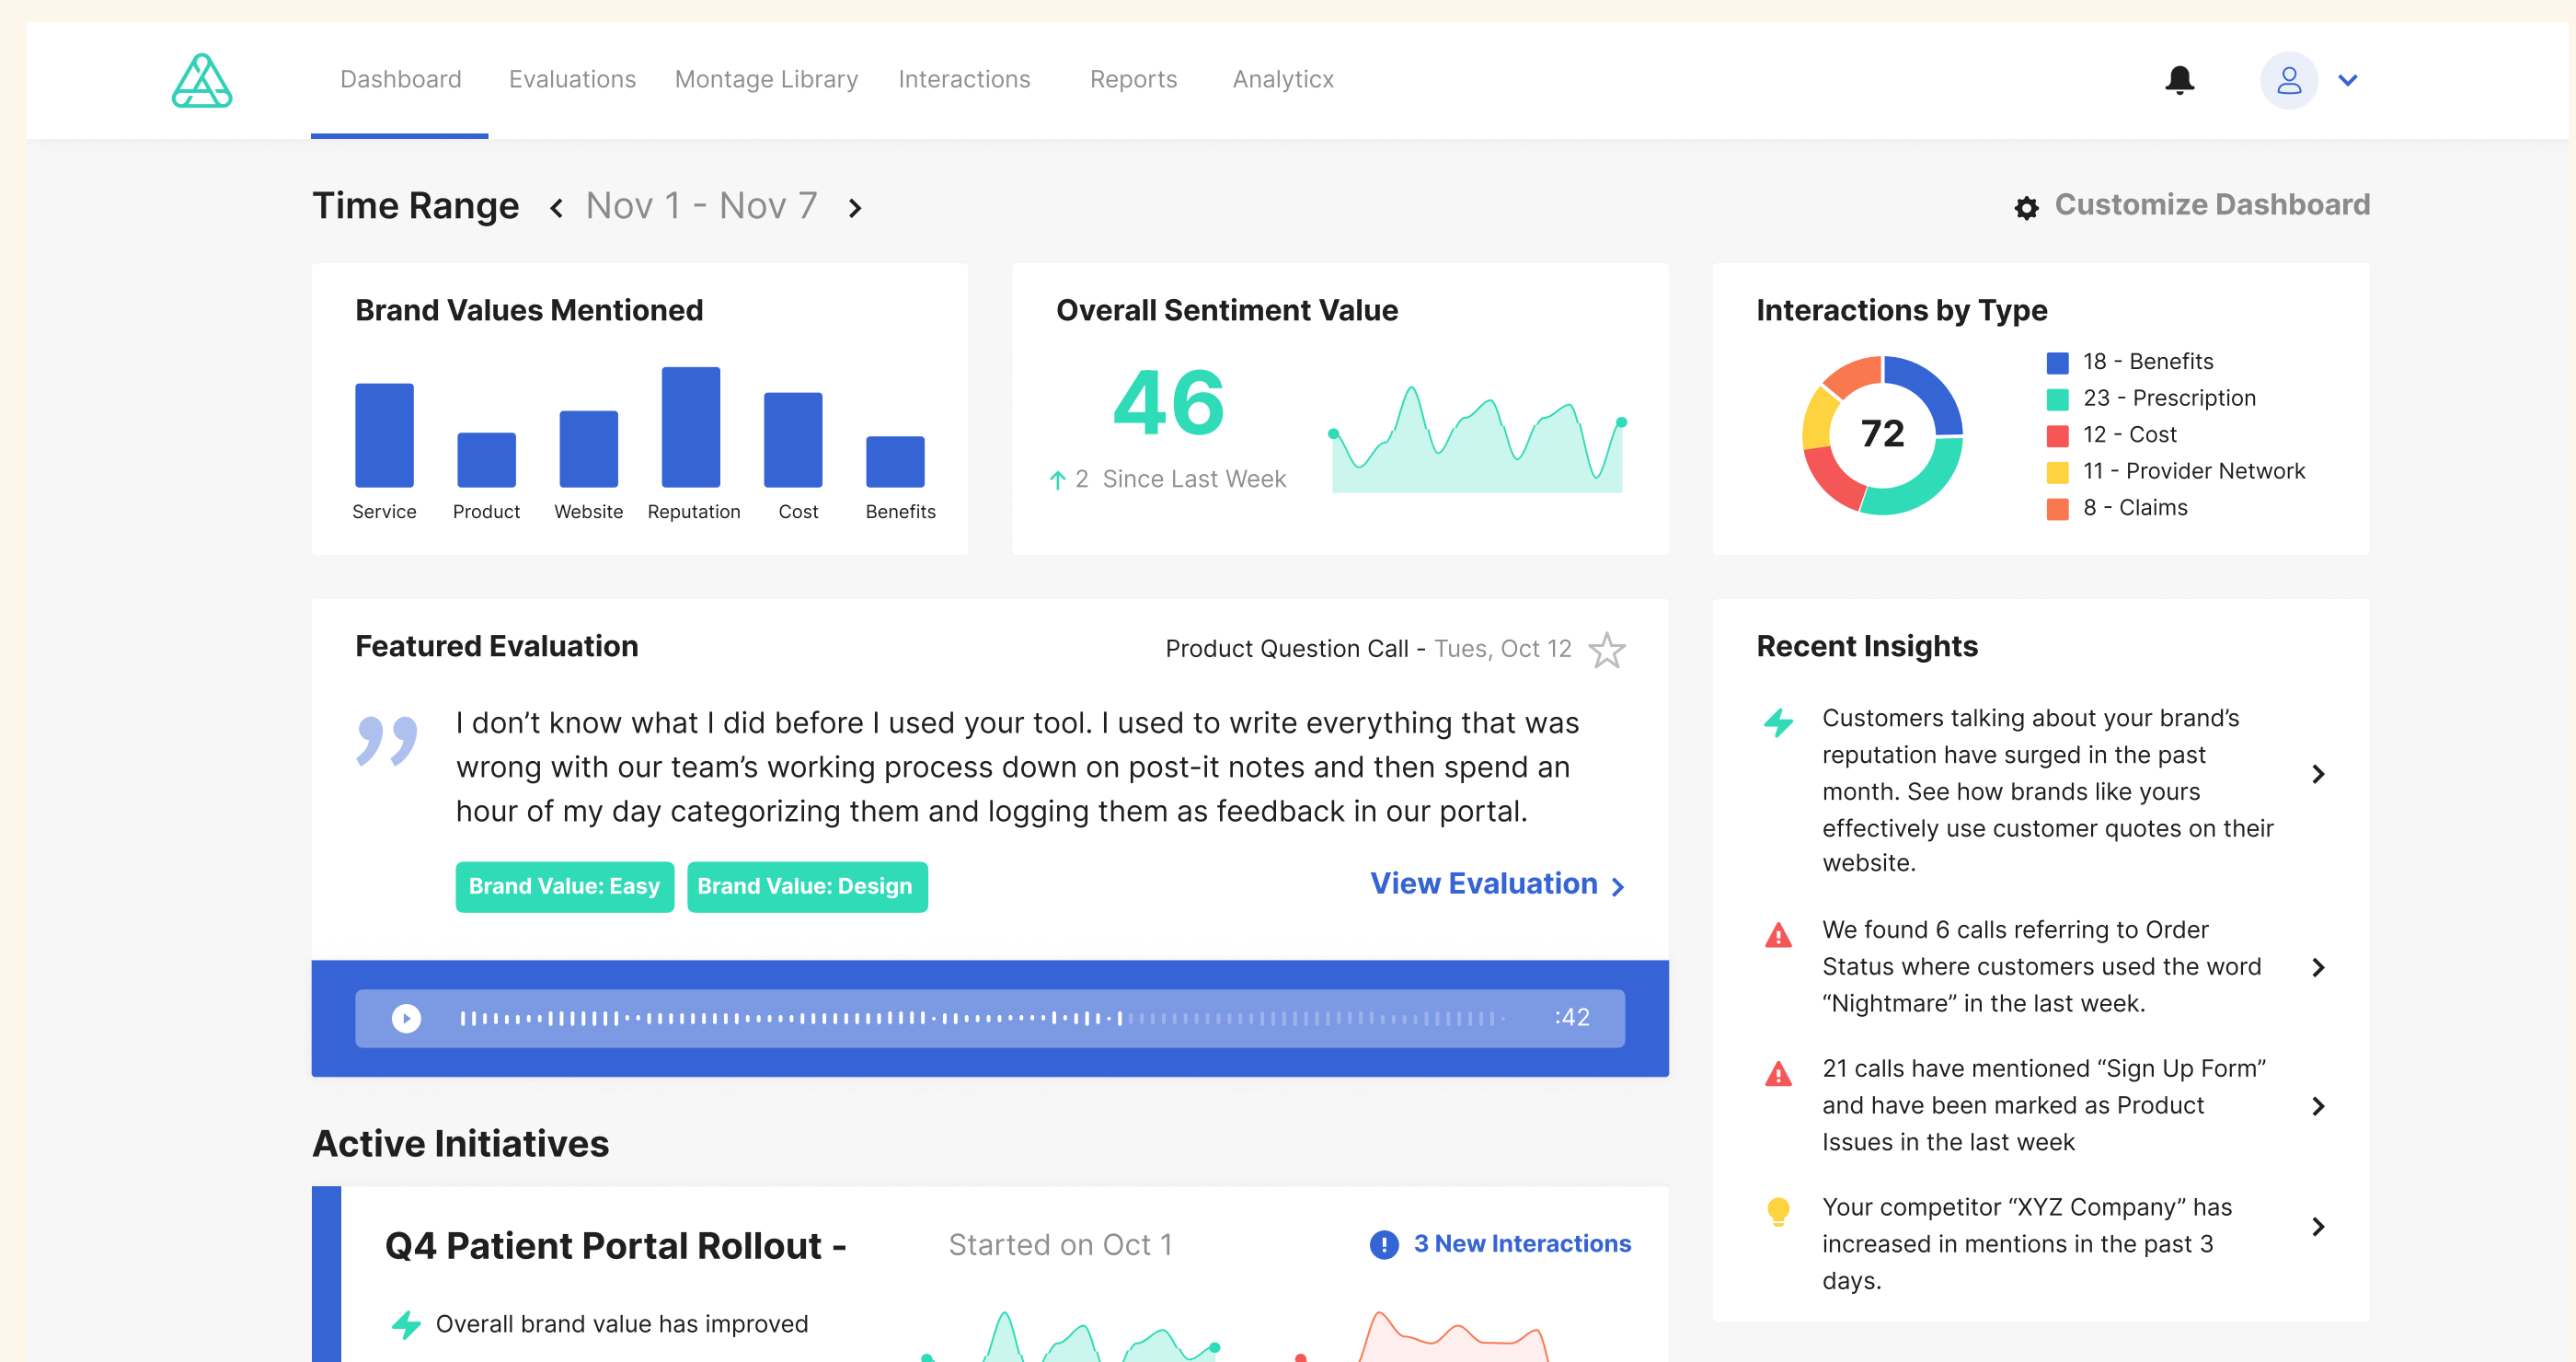 Dashboard Evaluations Montage Library Interactions Reports Analyticx
Time Range Nov 1 - Nov 7
Customize Dashboard
Brand Values Mentioned
Service Product Website Reputation Cost Benefits
Overall Sentiment Value
46
2 Since Last Week
Interactions by Type
72
18 - Benefits
23 - Prescription
12 - Cost
11 - Provider Network
8 - Claims
Featured Evaluation
Product Question Call - Tues, Oct 12
” I don’t know what I did before I used your tool. I used to write everything that was
wrong with our team’s working process down on post-it notes and then spend an
hour of my day categorizing them and logging them as feedback in our portal.
Brand Value: Easy Brand Value: Design
View Evaluation
:42
Recent Insights
Customers talking about your brand’s
reputation have surged in the past
month. See how brands like yours
effectively use customer quotes on their
website.
We found 6 calls referring to Order
Status where customers used the word
“Nightmare” in the last week.
21 calls have mentioned “Sign Up Form”
and have been marked as Product
Issues in the last week
Your competitor “XYZ Company” has
increased in mentions in the past 3
days.
Active Initiatives
Q4 Patient Portal Rollout - Started on Oct 1
3 New Interactions
Overall brand value has improved